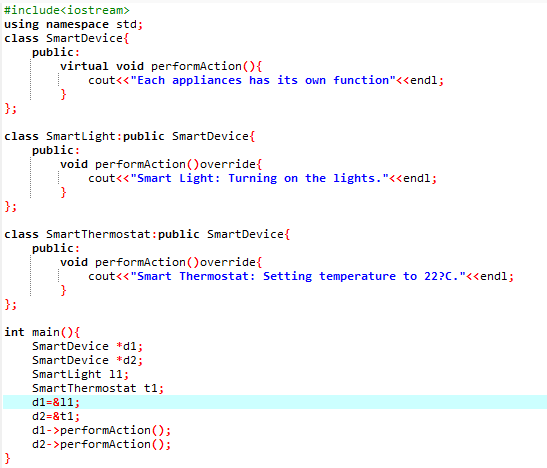 #include<iostream>
using namespace std;
class SmartDevice{
public:
virtual void performAction(){
cout<<"Each appliances has its own function"<<endl;
}
};
class SmartLight:public SmartDevice{
public:
void performAction()override{
cout<<"Smart Light: Turning on the lights."<<endl;
}
};
class SmartThermostat:public SmartDevice{
public:
void performAction()override{
cout<<"Smart Thermostat: Setting temperature to 22?C."<<endl;
}
};
int main(){
SmartDevice *d1;
SmartDevice *d2;
SmartLight l1;
SmartThermostat t1;
d1=&l1;
d2=&t1;
d1->performAction();
d2->performAction();
}